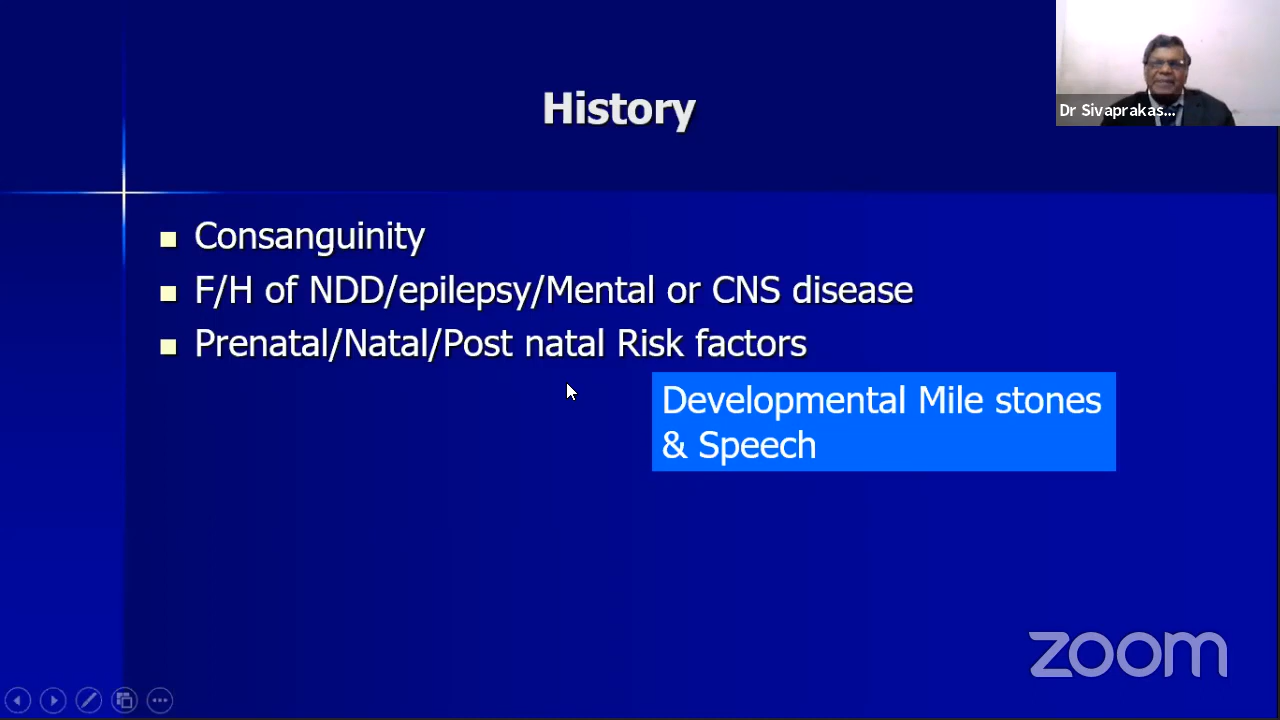 History
Dr Sivaprakas...
Consanguinity
F/H of NDD/epilepsy/Mental or CNS disease
Prenatal/Natal/Post natal Risk factors
Developmental Mile stones
& Speech
zoom